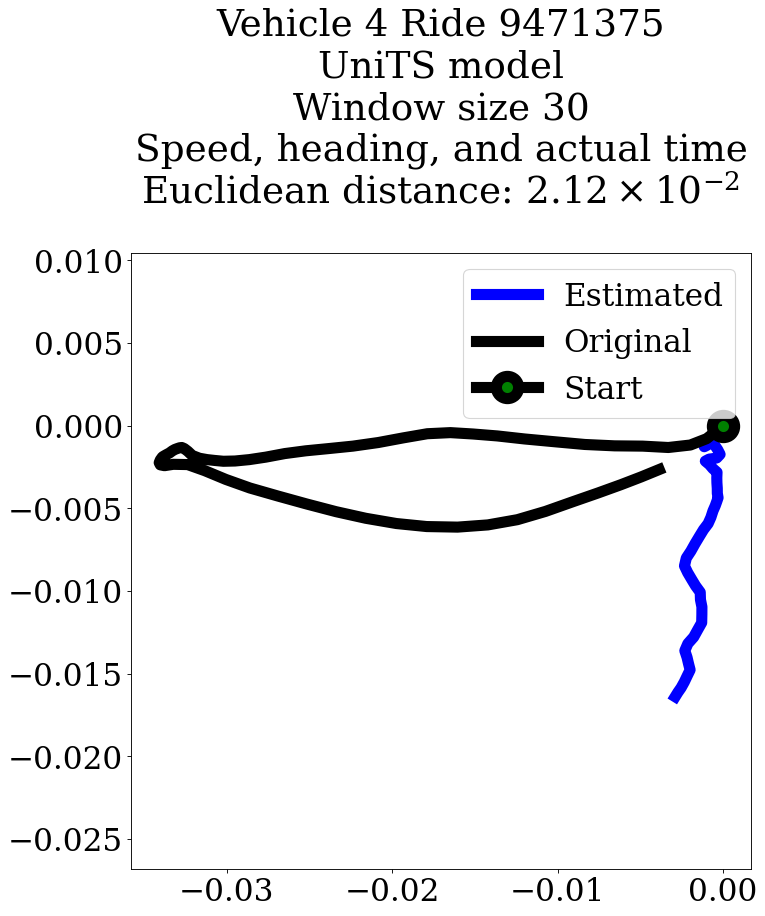 Vehicle 4 Ride 9471375
UniTS model
Window size 30
Speed, heading, and actual time
Euclidean distance: 2.12 × 10⁻²
Estimated
Original
Start
0.010
0.005
0.000
−0.005
−0.010
−0.015
−0.020
−0.025
−0.03
−0.02
−0.01
0.00